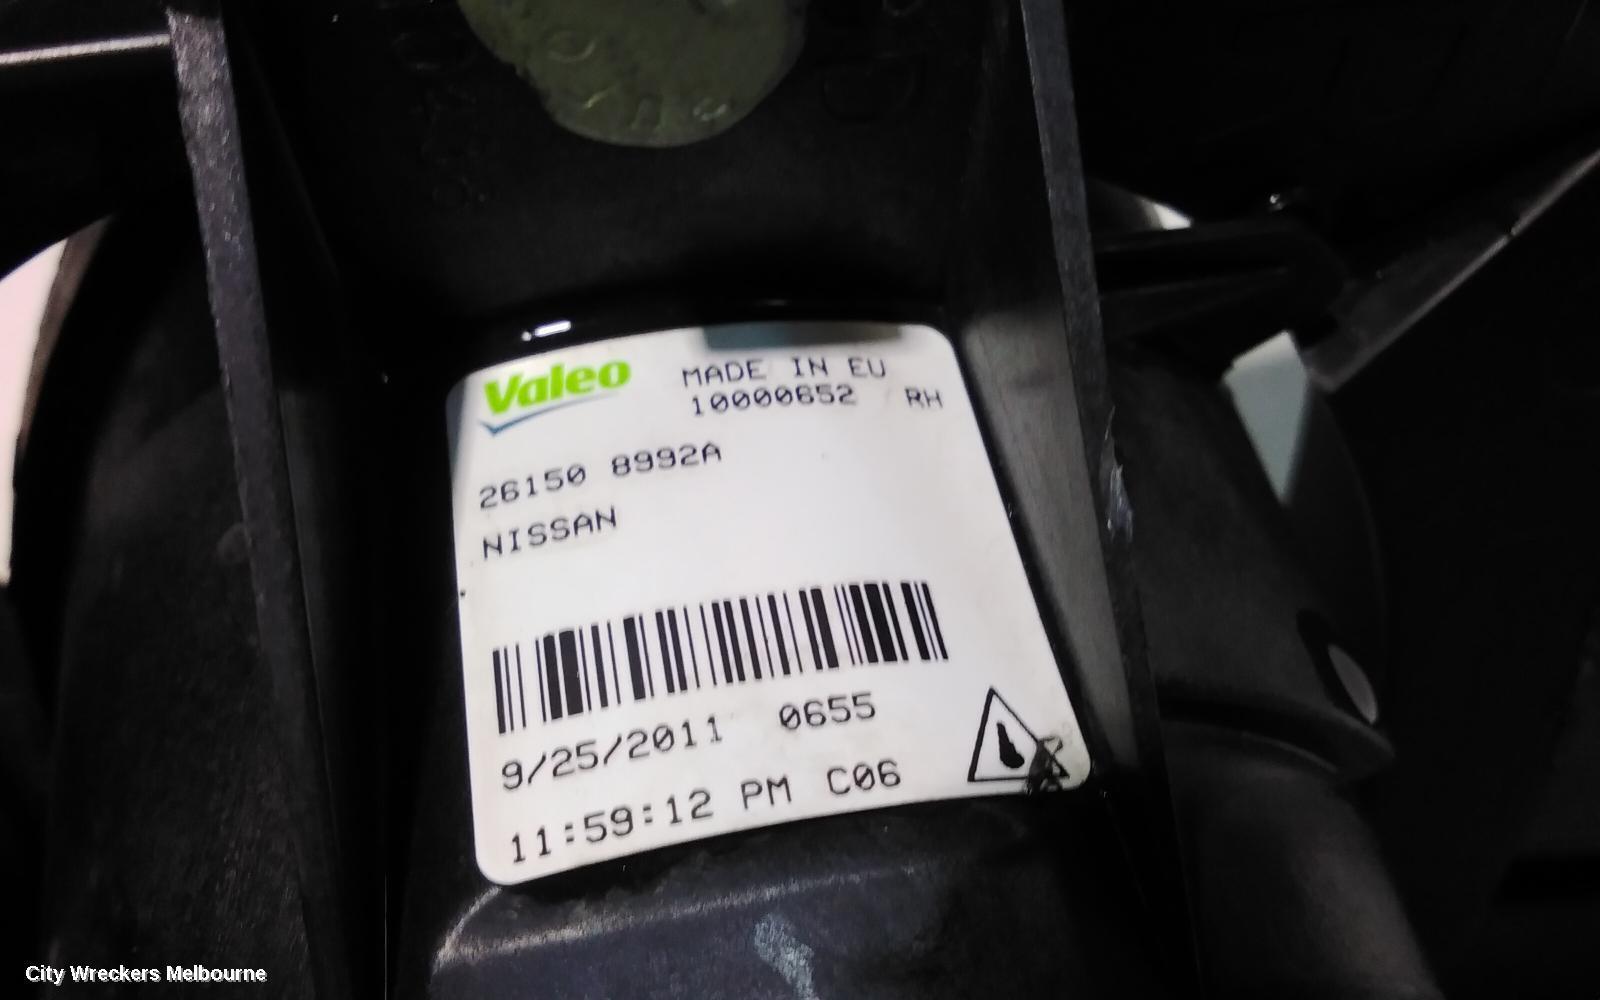 Valeo
MADE IN EU
10000652 RH
26150 8992A
NISSAN
9/25/2011 0655
11:59:12 PM C06
City Wreckers Melbourne